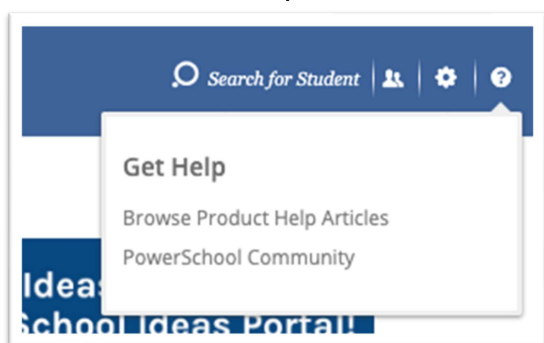 Search for Student
?
Get Help
Browse Product Help Articles
PowerSchool Community
Ideas
School Ideas Portal!